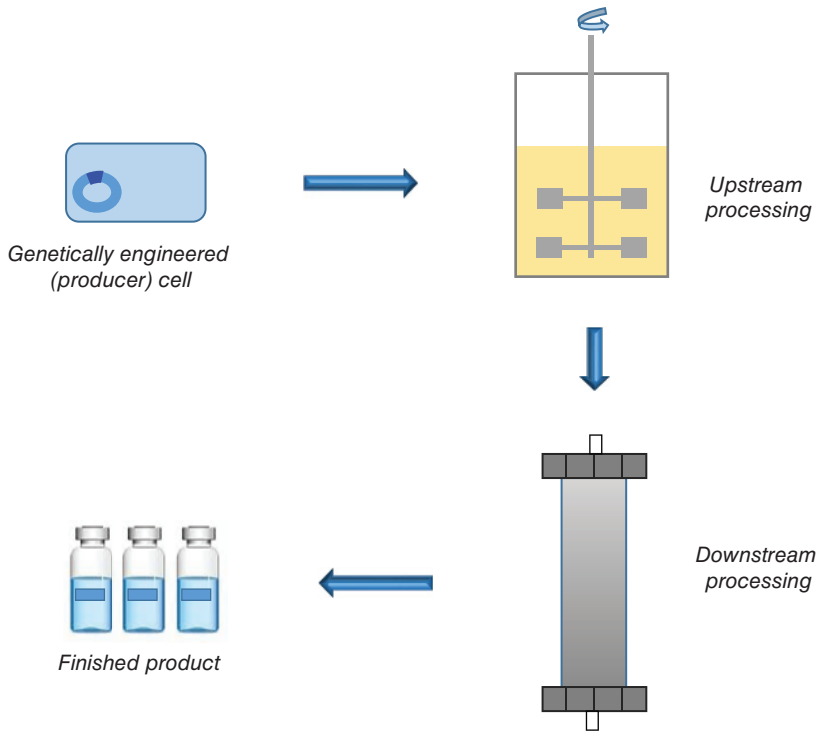 Genetically engineered
(producer) cell
Upstream
processing
Downstream
processing
Finished product